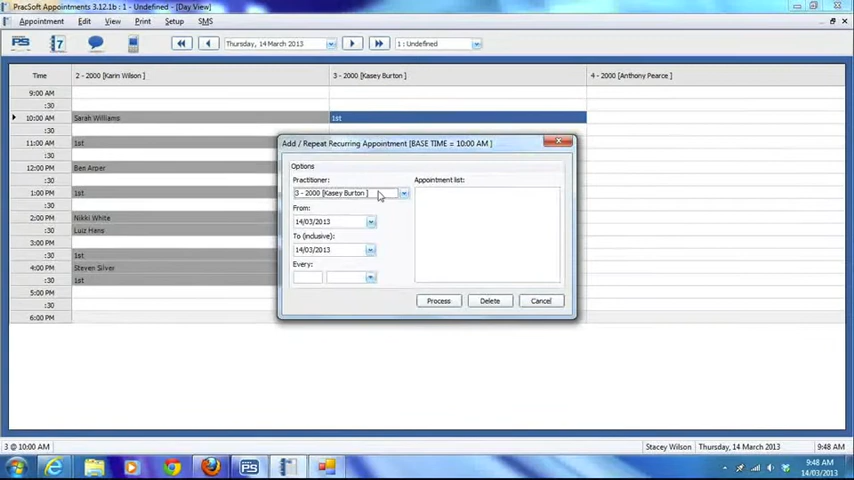 PracSoft Appointments 3.12.1b : 1 - Undefined - [Day View]
Appointment Edit View Print Setup SMS
PS 7 Thursday, 14 March 2013 1 : Undefined
Time 2 - 2000 [Karin Wilson ] 3 - 2000 [Kasey Burton ] 4 - 2000 [Anthony Pearce ]
9:00 AM
:30
10:00 AM Sarah Williams 1st
:30
11:00 AM 1st
:30
12:00 PM Ben Arper
:30
1:00 PM 1st
:30
2:00 PM Nikki White
:30 Luiz Hans
3:00 PM
:30 1st
4:00 PM Steven Silver
:30 1st
5:00 PM
:30
6:00 PM
Add / Repeat Recurring Appointment [BASE TIME = 10:00 AM ]
Options
Practitioner: Appointment list:
3 - 2000 [Kasey Burton ]
From:
14/03/2013
To (inclusive):
14/03/2013
Every:
Process Delete Cancel
3 @ 10:00 AM Stacey Wilson Thursday, 14 March 2013 9:48 AM
PS 9:48 AM
14/03/2013